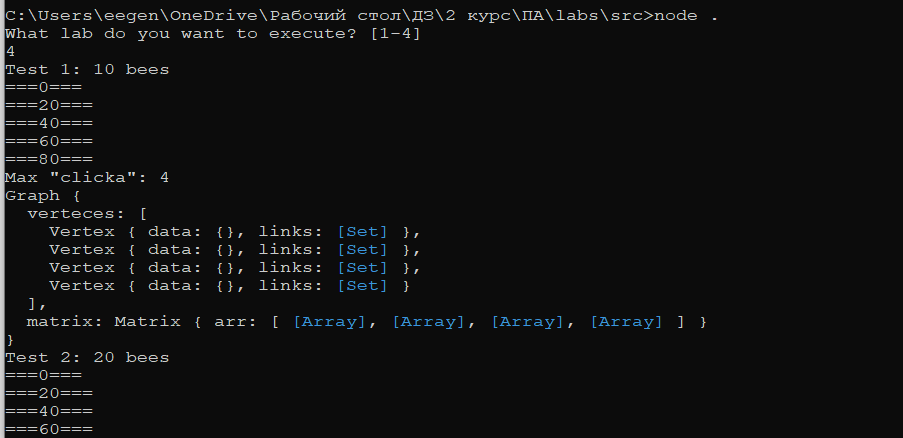 C:\Users\eegen\OneDrive\Рабочий стол\ДЗ\2 курс\ПА\labs\src>node .
What lab do you want to execute? [1-4]
4
Test 1: 10 bees
===0===
===20===
===40===
===60===
===80===
Max "clicka": 4
Graph {
  verteces: [
    Vertex { data: {}, links: [Set] },
    Vertex { data: {}, links: [Set] },
    Vertex { data: {}, links: [Set] },
    Vertex { data: {}, links: [Set] }
  ],
  matrix: Matrix { arr: [ [Array], [Array], [Array], [Array] ] }
}
Test 2: 20 bees
===0===
===20===
===40===
===60===